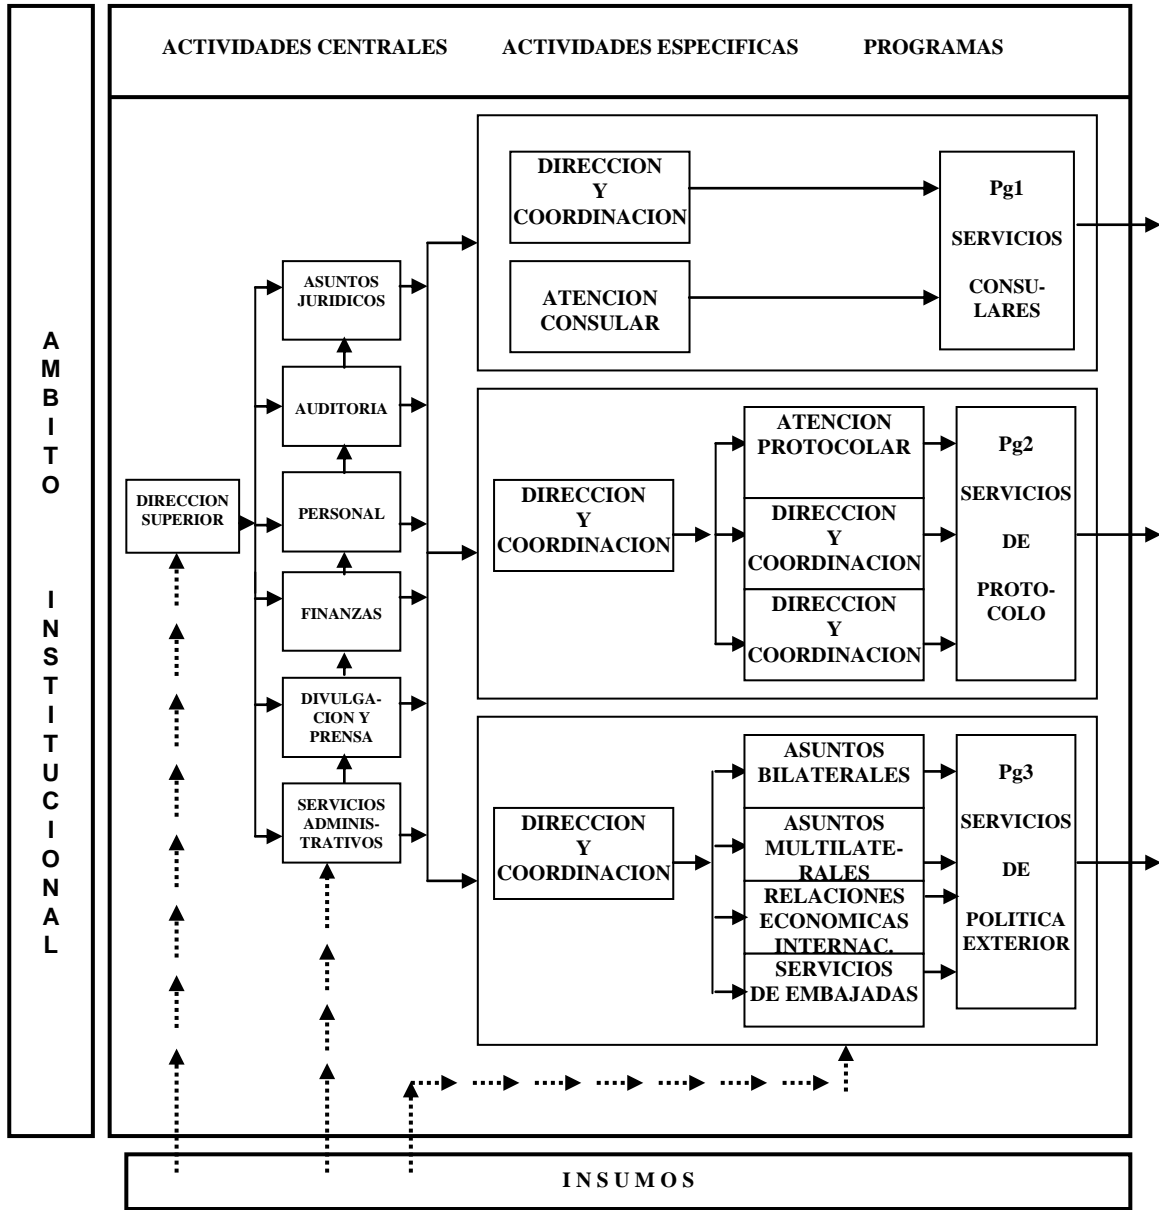 ACTIVIDADES CENTRALES
ACTIVIDADES ESPECIFICAS
PROGRAMAS
AMBITO INSTITUCIONAL
DIRECCION
SUPERIOR
ASUNTOS
JURIDICOS
AUDITORIA
PERSONAL
FINANZAS
DIVULGA-
CION Y
PRENSA
SERVICIOS
ADMINIS-
TRATIVOS
DIRECCION
Y
COORDINACION
ATENCION
CONSULAR
Pg1
SERVICIOS
CONSU-
LARES
DIRECCION
Y
COORDINACION
ATENCION
PROTOCOLAR
DIRECCION
Y
COORDINACION
DIRECCION
Y
COORDINACION
Pg2
SERVICIOS
DE
PROTO-
COLO
DIRECCION
Y
COORDINACION
ASUNTOS
BILATERALES
ASUNTOS
MULTILATE-
RALES
RELACIONES
ECONOMICAS
INTERNAC.
SERVICIOS
DE EMBAJADAS
Pg3
SERVICIOS
DE
POLITICA
EXTERIOR
INSUMOS